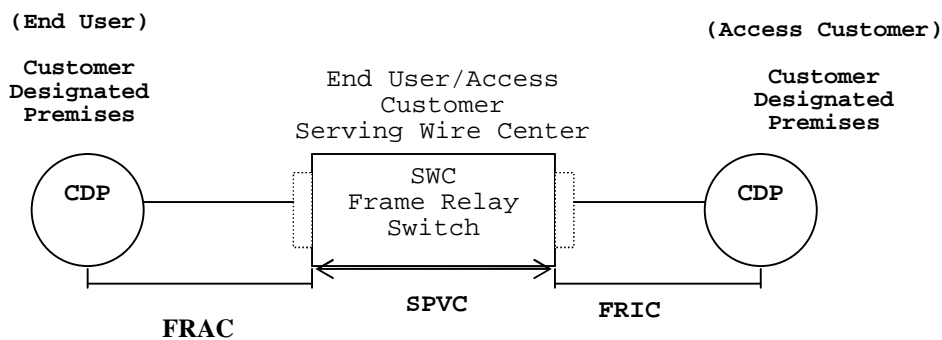 (End User)
Customer
Designated
Premises
End User/Access
Customer
Serving Wire Center
(Access Customer)
Customer
Designated
Premises
CDP
SWC
Frame Relay
Switch
CDP
FRAC
SPVC
FRIC